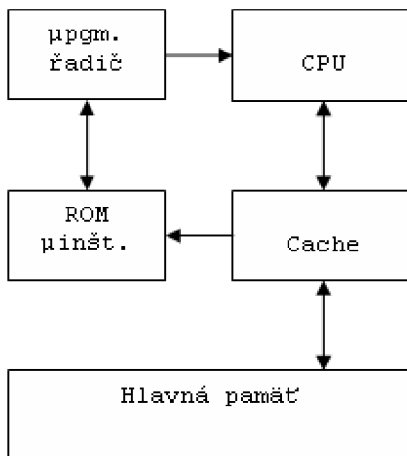 μpgm.
řadič
CPU
ROM
μinšt.
Cache
Hlavná pamäť